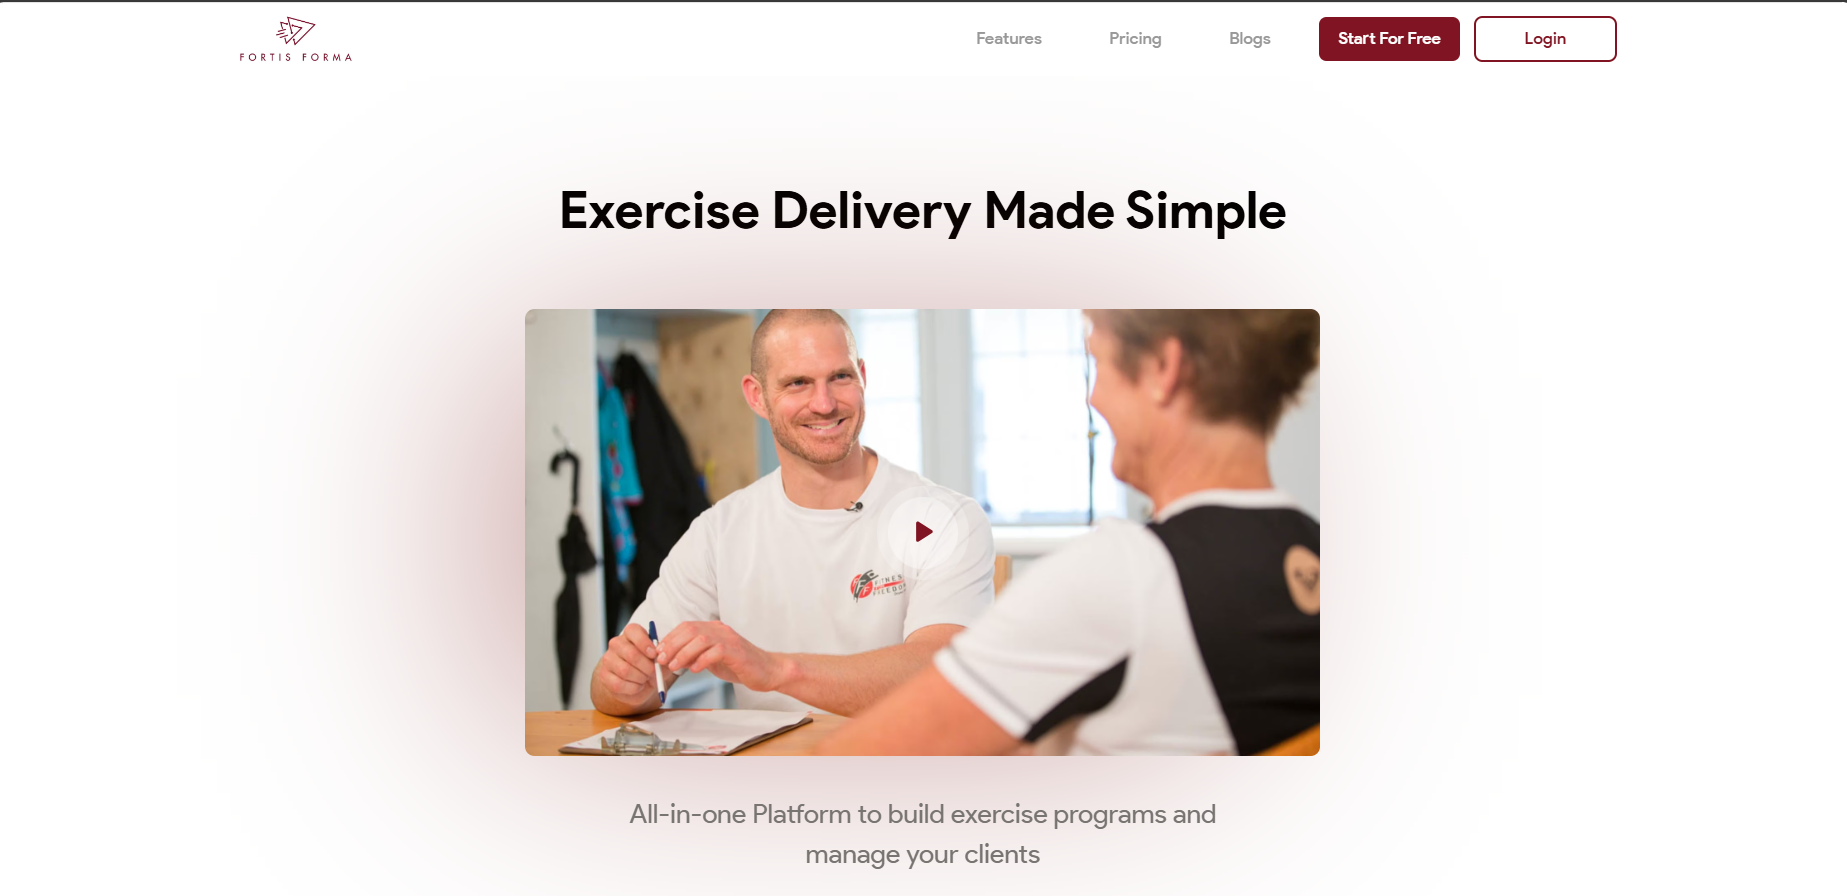 FORTIS FORMA
Features
Pricing
Blogs
Start For Free
Login
Exercise Delivery Made Simple
All-in-one Platform to build exercise programs and
manage your clients